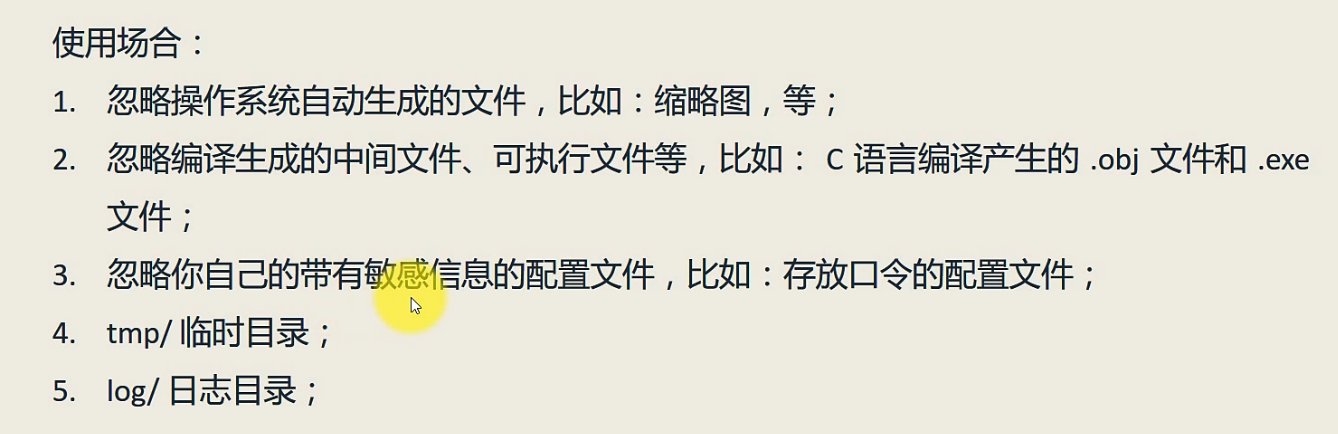 使用场合：
1. 忽略操作系统自动生成的文件，比如：缩略图，等；
2. 忽略编译生成的中间文件、可执行文件等，比如： C 语言编译产生的 .obj 文件和 .exe
文件；
3. 忽略你自己的带有敏感信息的配置文件，比如：存放口令的配置文件；
4. tmp/ 临时目录；
5. log/ 日志目录；